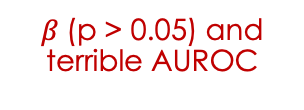 β (p > 0.05) and
terrible AUROC